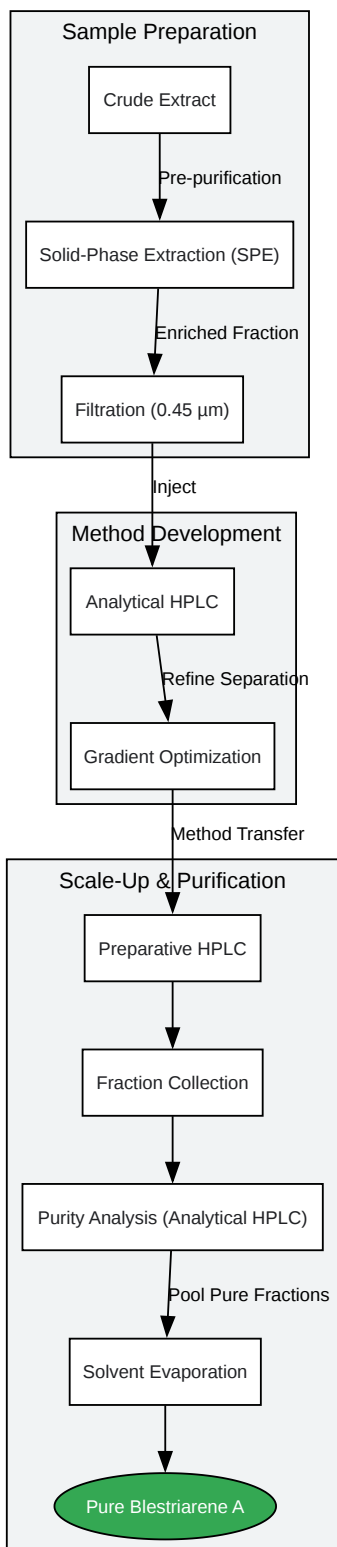 Sample Preparation
Crude Extract
Pre-purification
Solid-Phase Extraction (SPE)
Enriched Fraction
Filtration (0.45 µm)
Inject
Method Development
Analytical HPLC
Refine Separation
Gradient Optimization
Method Transfer
Scale-Up & Purification
Preparative HPLC
Fraction Collection
Purity Analysis (Analytical HPLC)
Pool Pure Fractions
Solvent Evaporation
Pure Blestriarene A